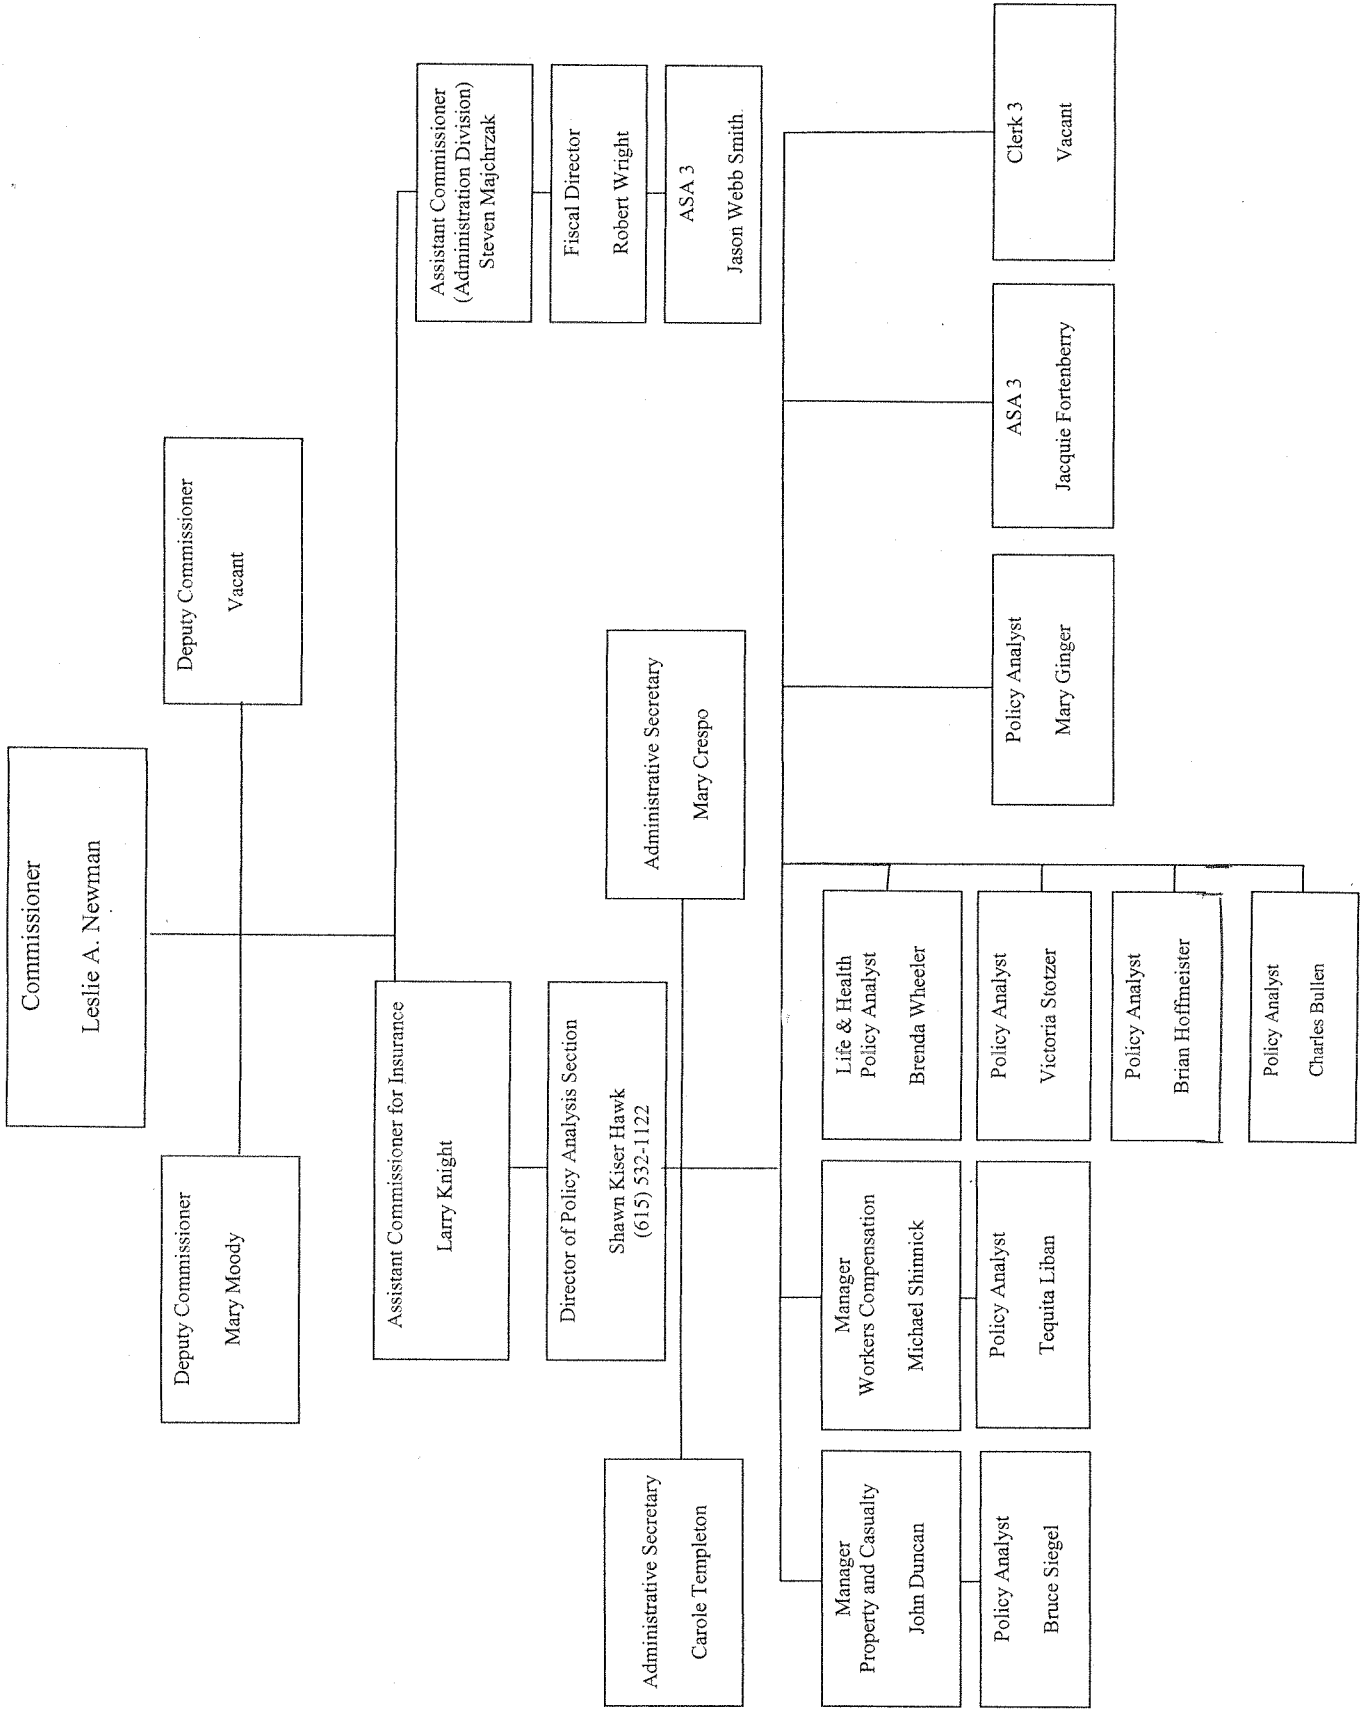 Commissioner
Leslie A. Newman
Deputy Commissioner
Mary Moody
Deputy Commissioner
Vacant
Assistant Commissioner for Insurance
Larry Knight
Assistant Commissioner
(Administration Division)
Steven Majchrzak
Director of Policy Analysis Section
Shawn Kiser Hawk
(615) 532-1122
Fiscal Director
Robert Wright
ASA 3
Jason Webb Smith
Administrative Secretary
Carole Templeton
Administrative Secretary
Mary Crespo
Manager
Property and Casualty
John Duncan
Manager
Workers Compensation
Michael Shinnick
Life & Health
Policy Analyst
Brenda Wheeler
Policy Analyst
Bruce Siegel
Policy Analyst
Tequita Liban
Policy Analyst
Victoria Stotzer
Policy Analyst
Mary Ginger
ASA 3
Jacquie Fortenberry
Clerk 3
Vacant
Policy Analyst
Brian Hoffmeister
Policy Analyst
Charles Bullen